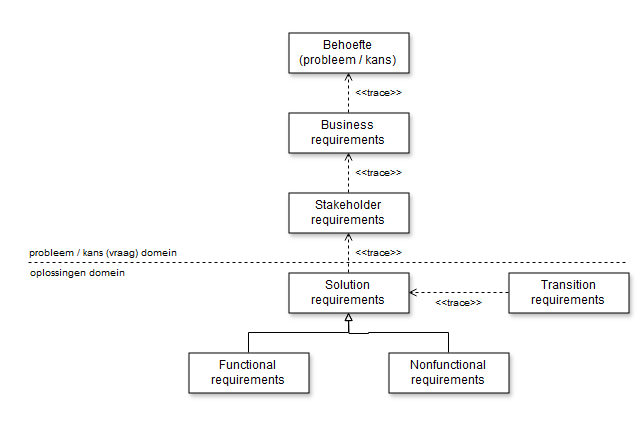 Behoefte
(probleem / kans)
<<trace>>
Business
requirements
<<trace>>
Stakeholder
requirements
probleem / kans (vraag) domein
<<trace>>
oplossingen domein
Solution
requirements
<<trace>>
Transition
requirements
Functional
requirements
Nonfunctional
requirements